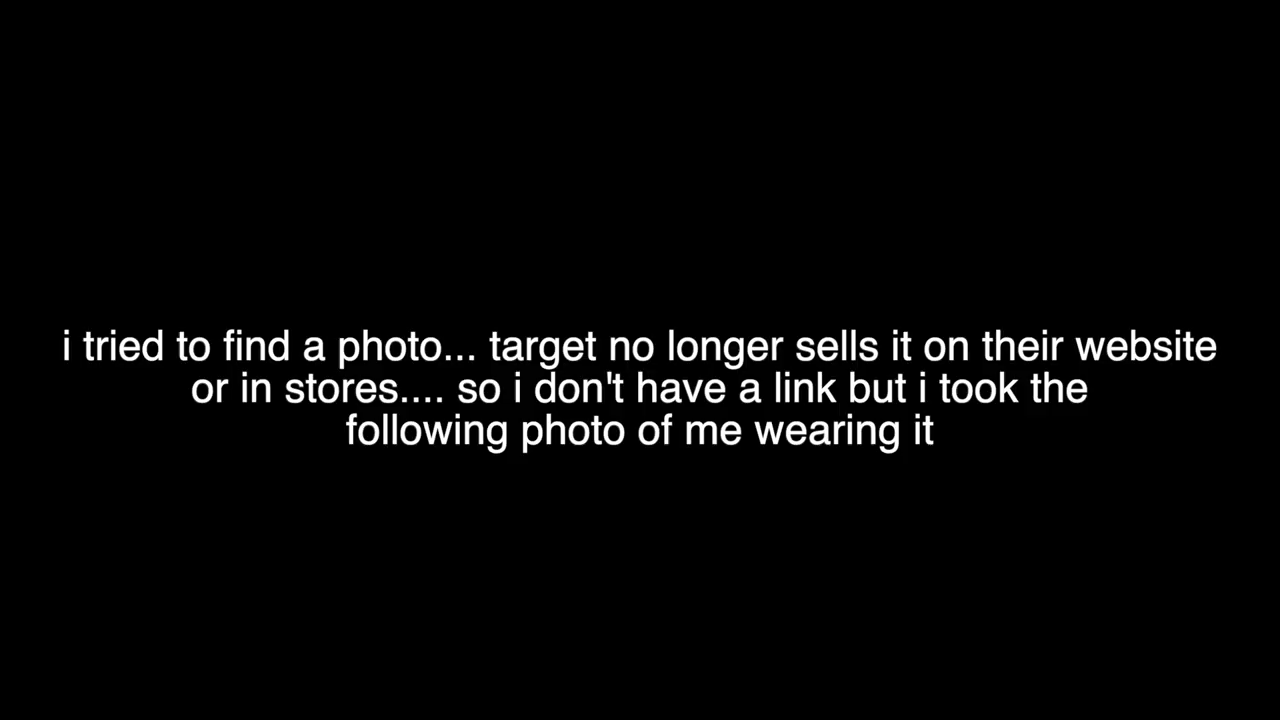 i tried to find a photo... target no longer sells it on their website
or in stores.... so i don't have a link but i took the
following photo of me wearing it